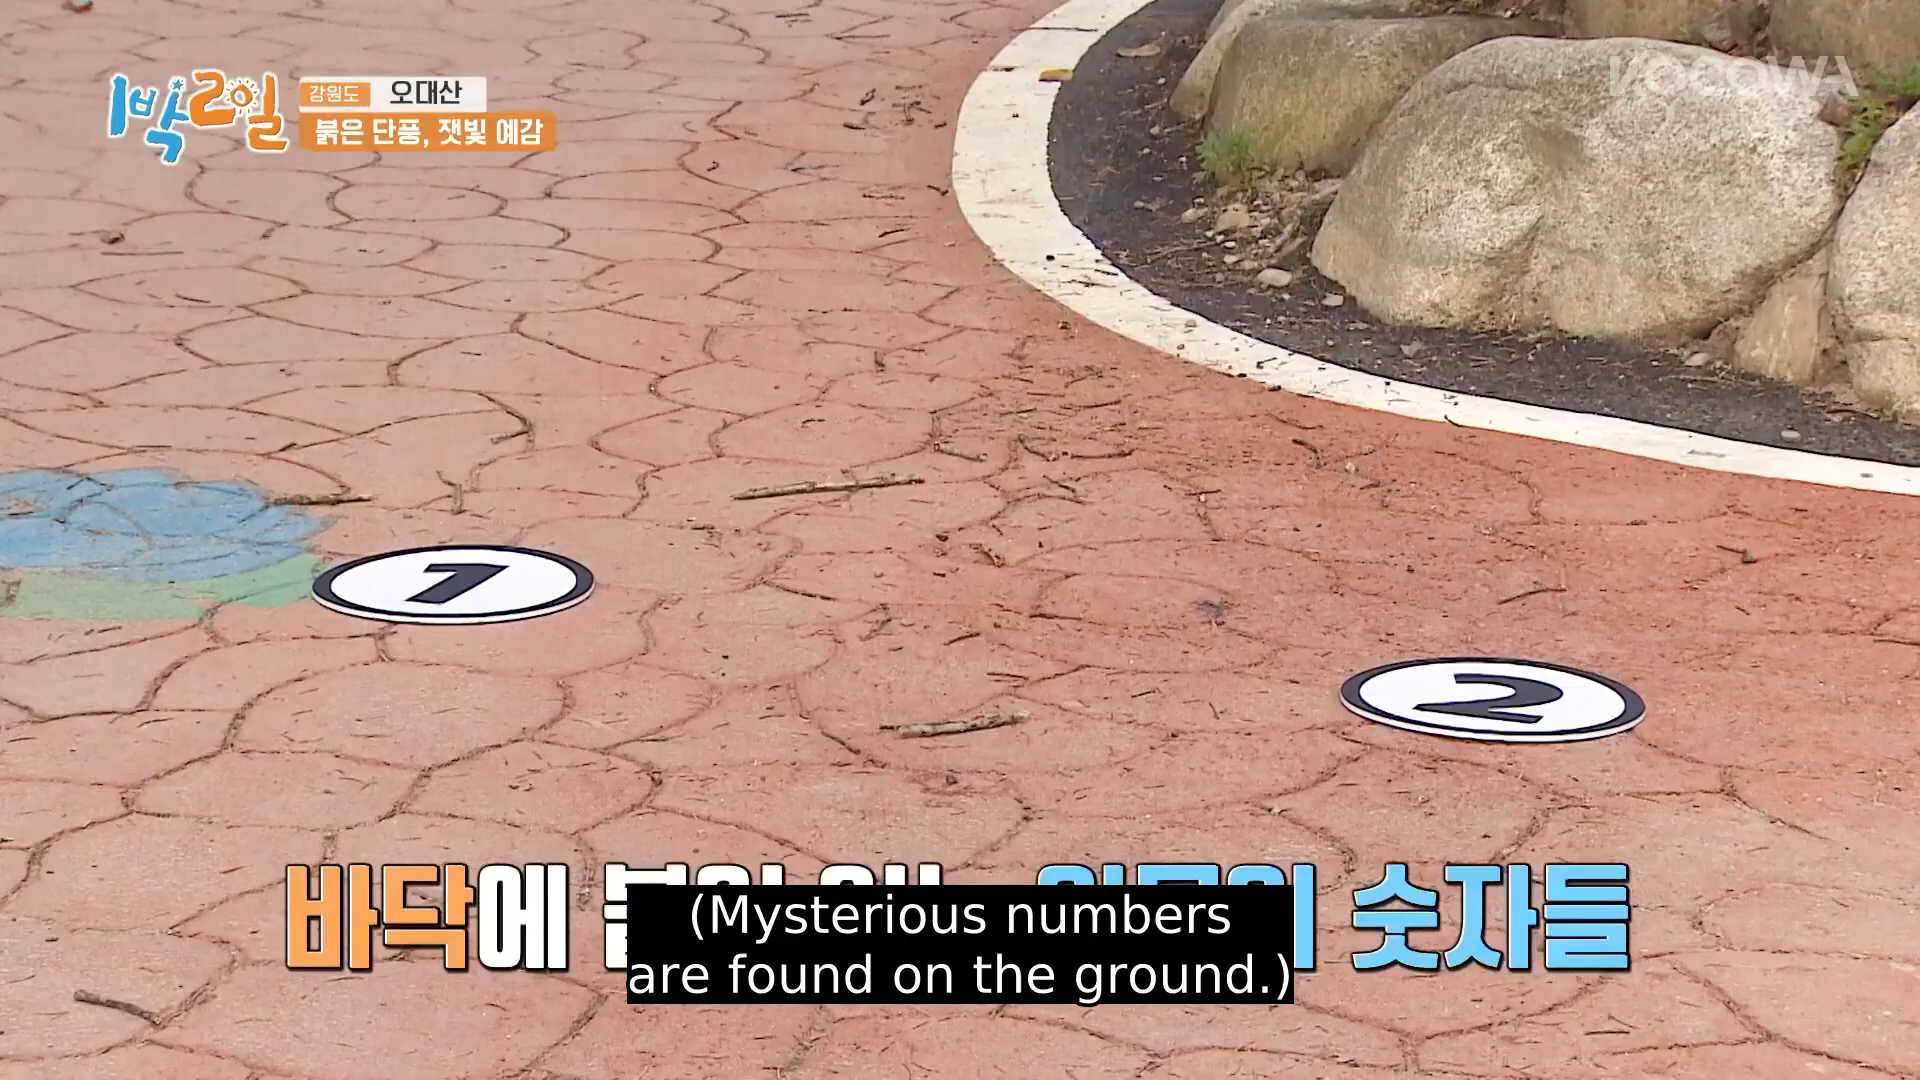 1박2일
강원도 오대산
붉은 단풍, 잿빛 예감
KOCOWA
1
2
바닥에 숫자들
(Mysterious numbers
are found on the ground.)